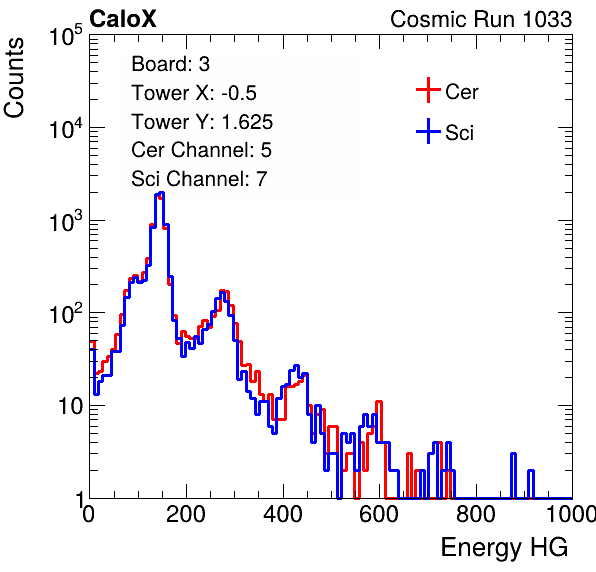 CaloX Cosmic Run 1033
Counts
10^5
10^4
10^3
10^2
10
1
Board: 3
Tower X: -0.5
Tower Y: 1.625
Cer Channel: 5
Sci Channel: 7
Cer
Sci
0 200 400 600 800 1000
Energy HG